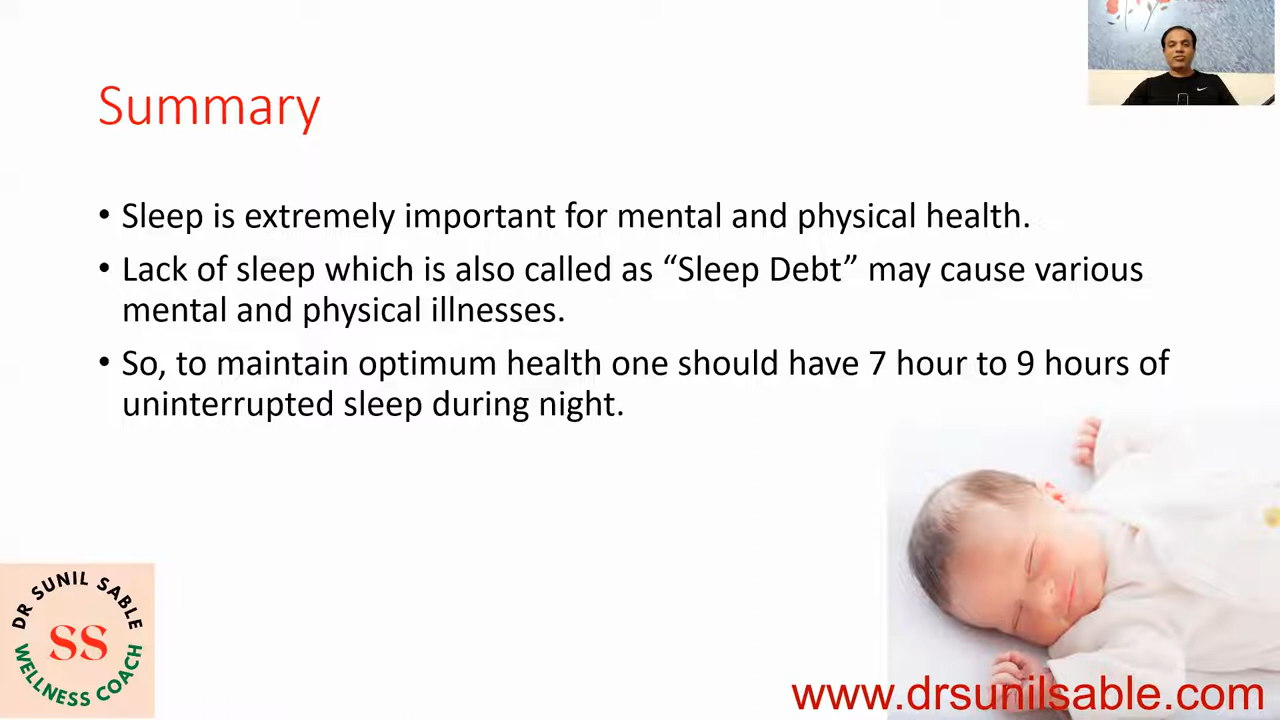 Summary
• Sleep is extremely important for mental and physical health.
• Lack of sleep which is also called as “Sleep Debt” may cause various
mental and physical illnesses.
• So, to maintain optimum health one should have 7 hour to 9 hours of
uninterrupted sleep during night.
DR SUNIL SABLE
SS
WELLNESS COACH
www.drsunilsable.com